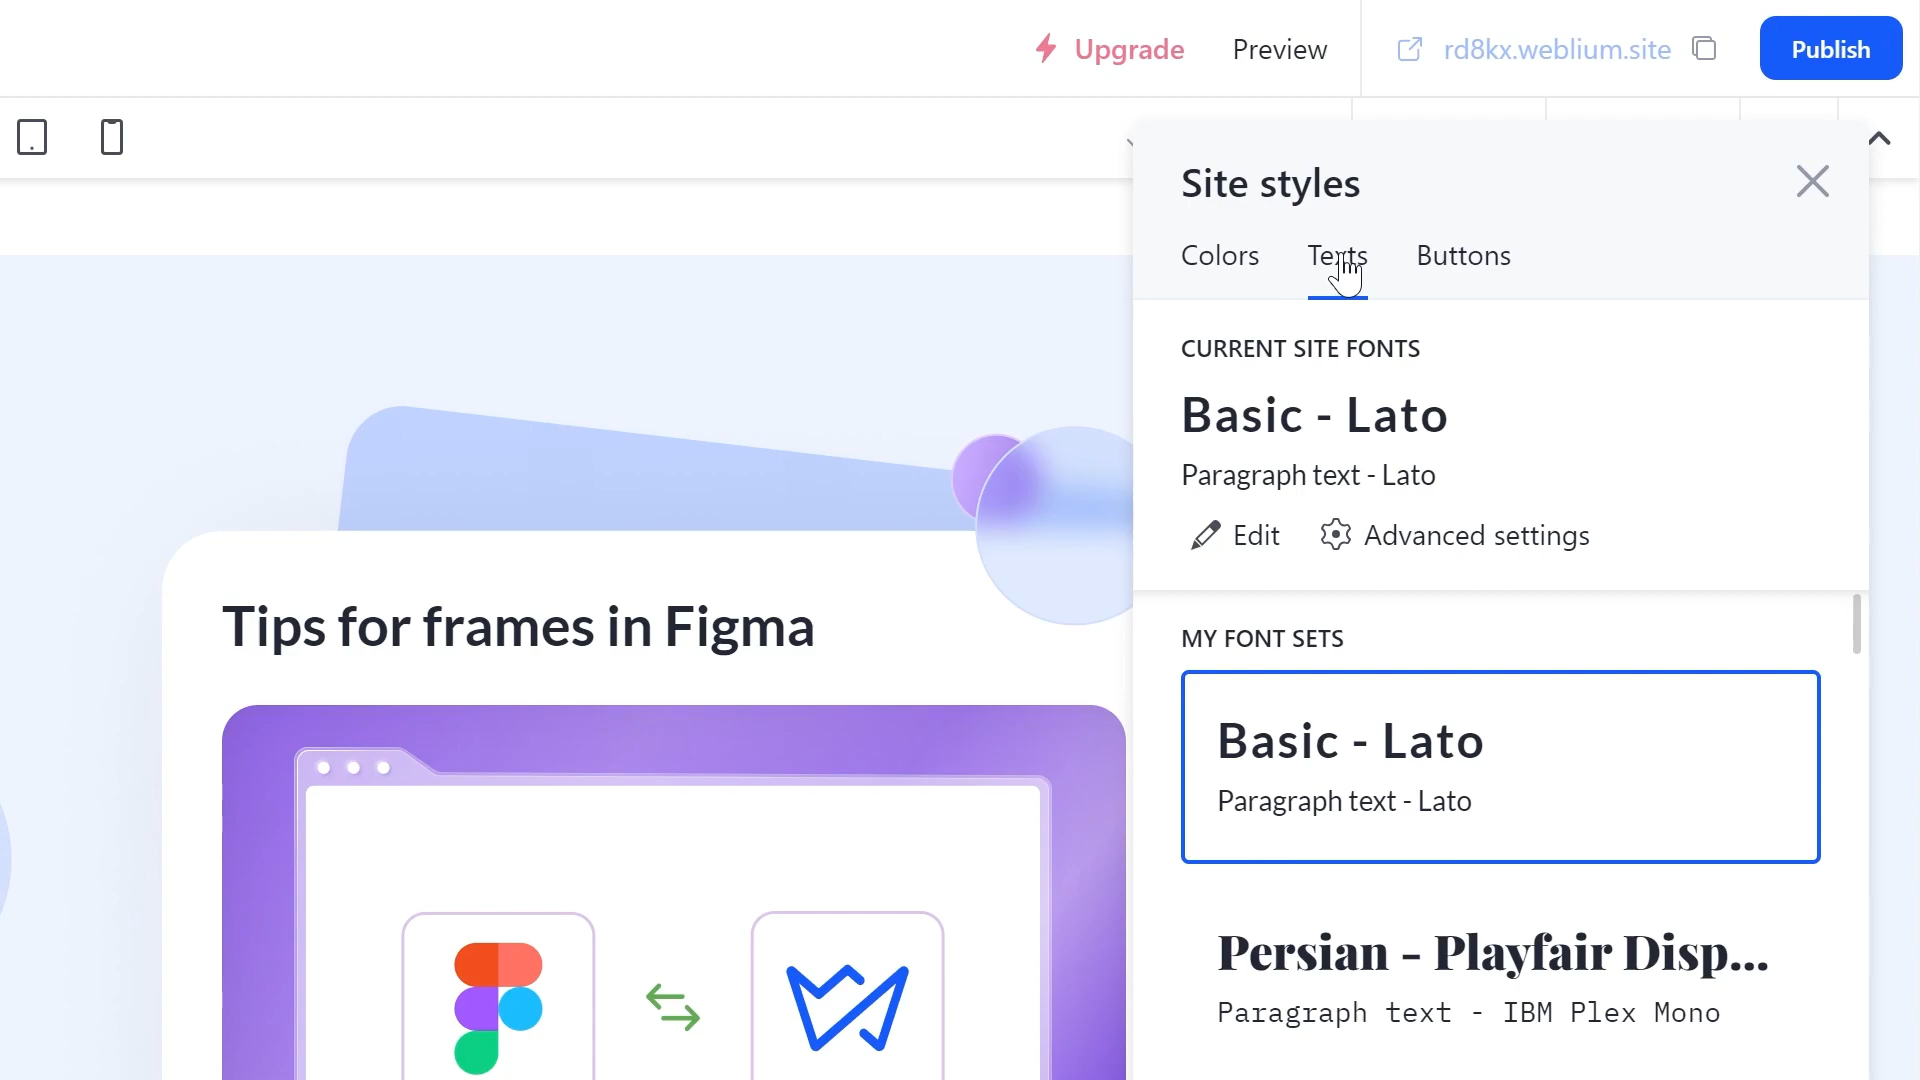 Upgrade
Preview
rd8kx.weblium.site
Publish
Site styles
Colors
Texts
Buttons
CURRENT SITE FONTS
Basic - Lato
Paragraph text - Lato
Edit
Advanced settings
MY FONT SETS
Basic - Lato
Paragraph text - Lato
Persian - Playfair Disp...
Paragraph text - IBM Plex Mono
Tips for frames in Figma